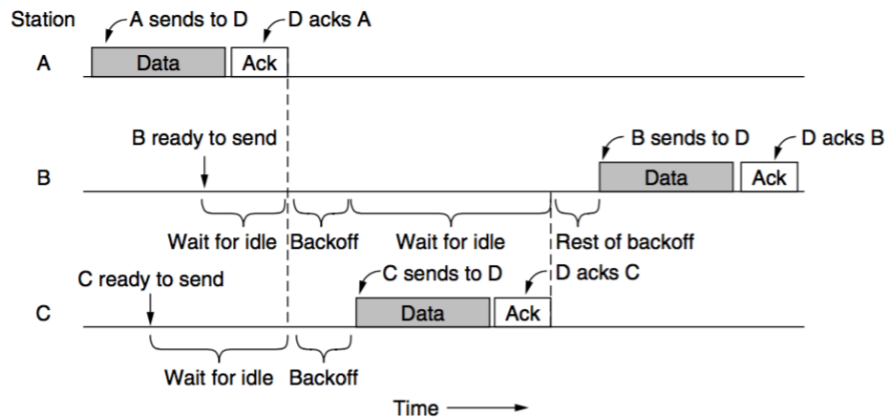 Station
A sends to D
D acks A
A
Data
Ack
B ready to send
B sends to D
D acks B
B
Data
Ack
Wait for idle
Backoff
Wait for idle
Rest of backoff
C ready to send
C sends to D
D acks C
C
Data
Ack
Wait for idle
Backoff
Time